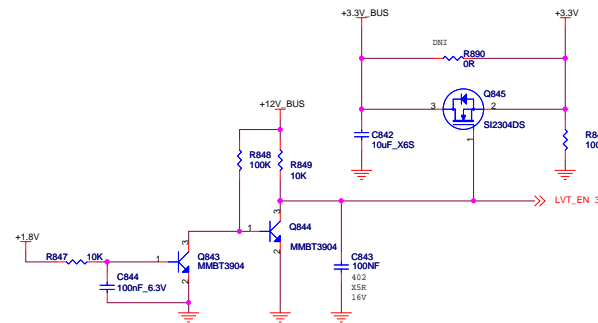 +3.3V_BUS
+3.3V
DNI
R890
0R
Q845
3
2
SI2304DS
1
C842
10uF_X6S
+12V_BUS
R848
100K
R849
10K
LVT_EN
3
1
Q844
MMBT3904
2
+1.8V
R847
10K
1
3
Q843
MMBT3904
2
C844
100nF_6.3V
C843
100NF
402
X5R
16V